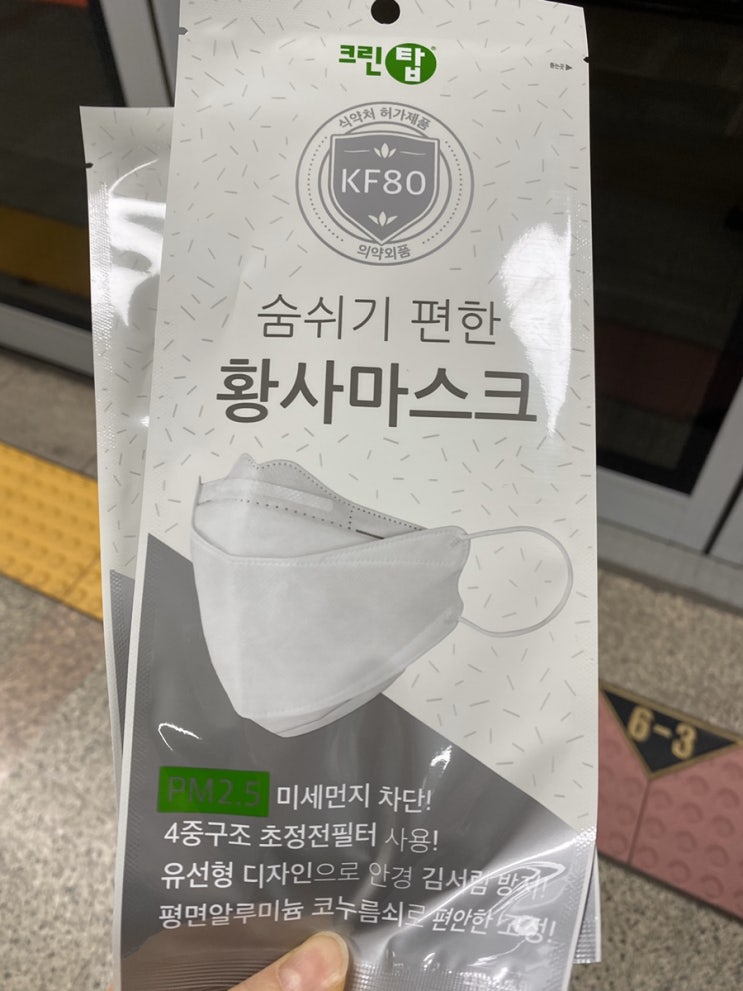 크린탑
뜯는곳▶
식약처 허가제품
KF80
의약외품
숨쉬기 편한
황사마스크
PM2.5 미세먼지 차단!
4중구조 초정전필터 사용!
유선형 디자인으로 안경 김서림 방지!
평면알루미늄 코누름쇠로 편안한 고정!
6-3